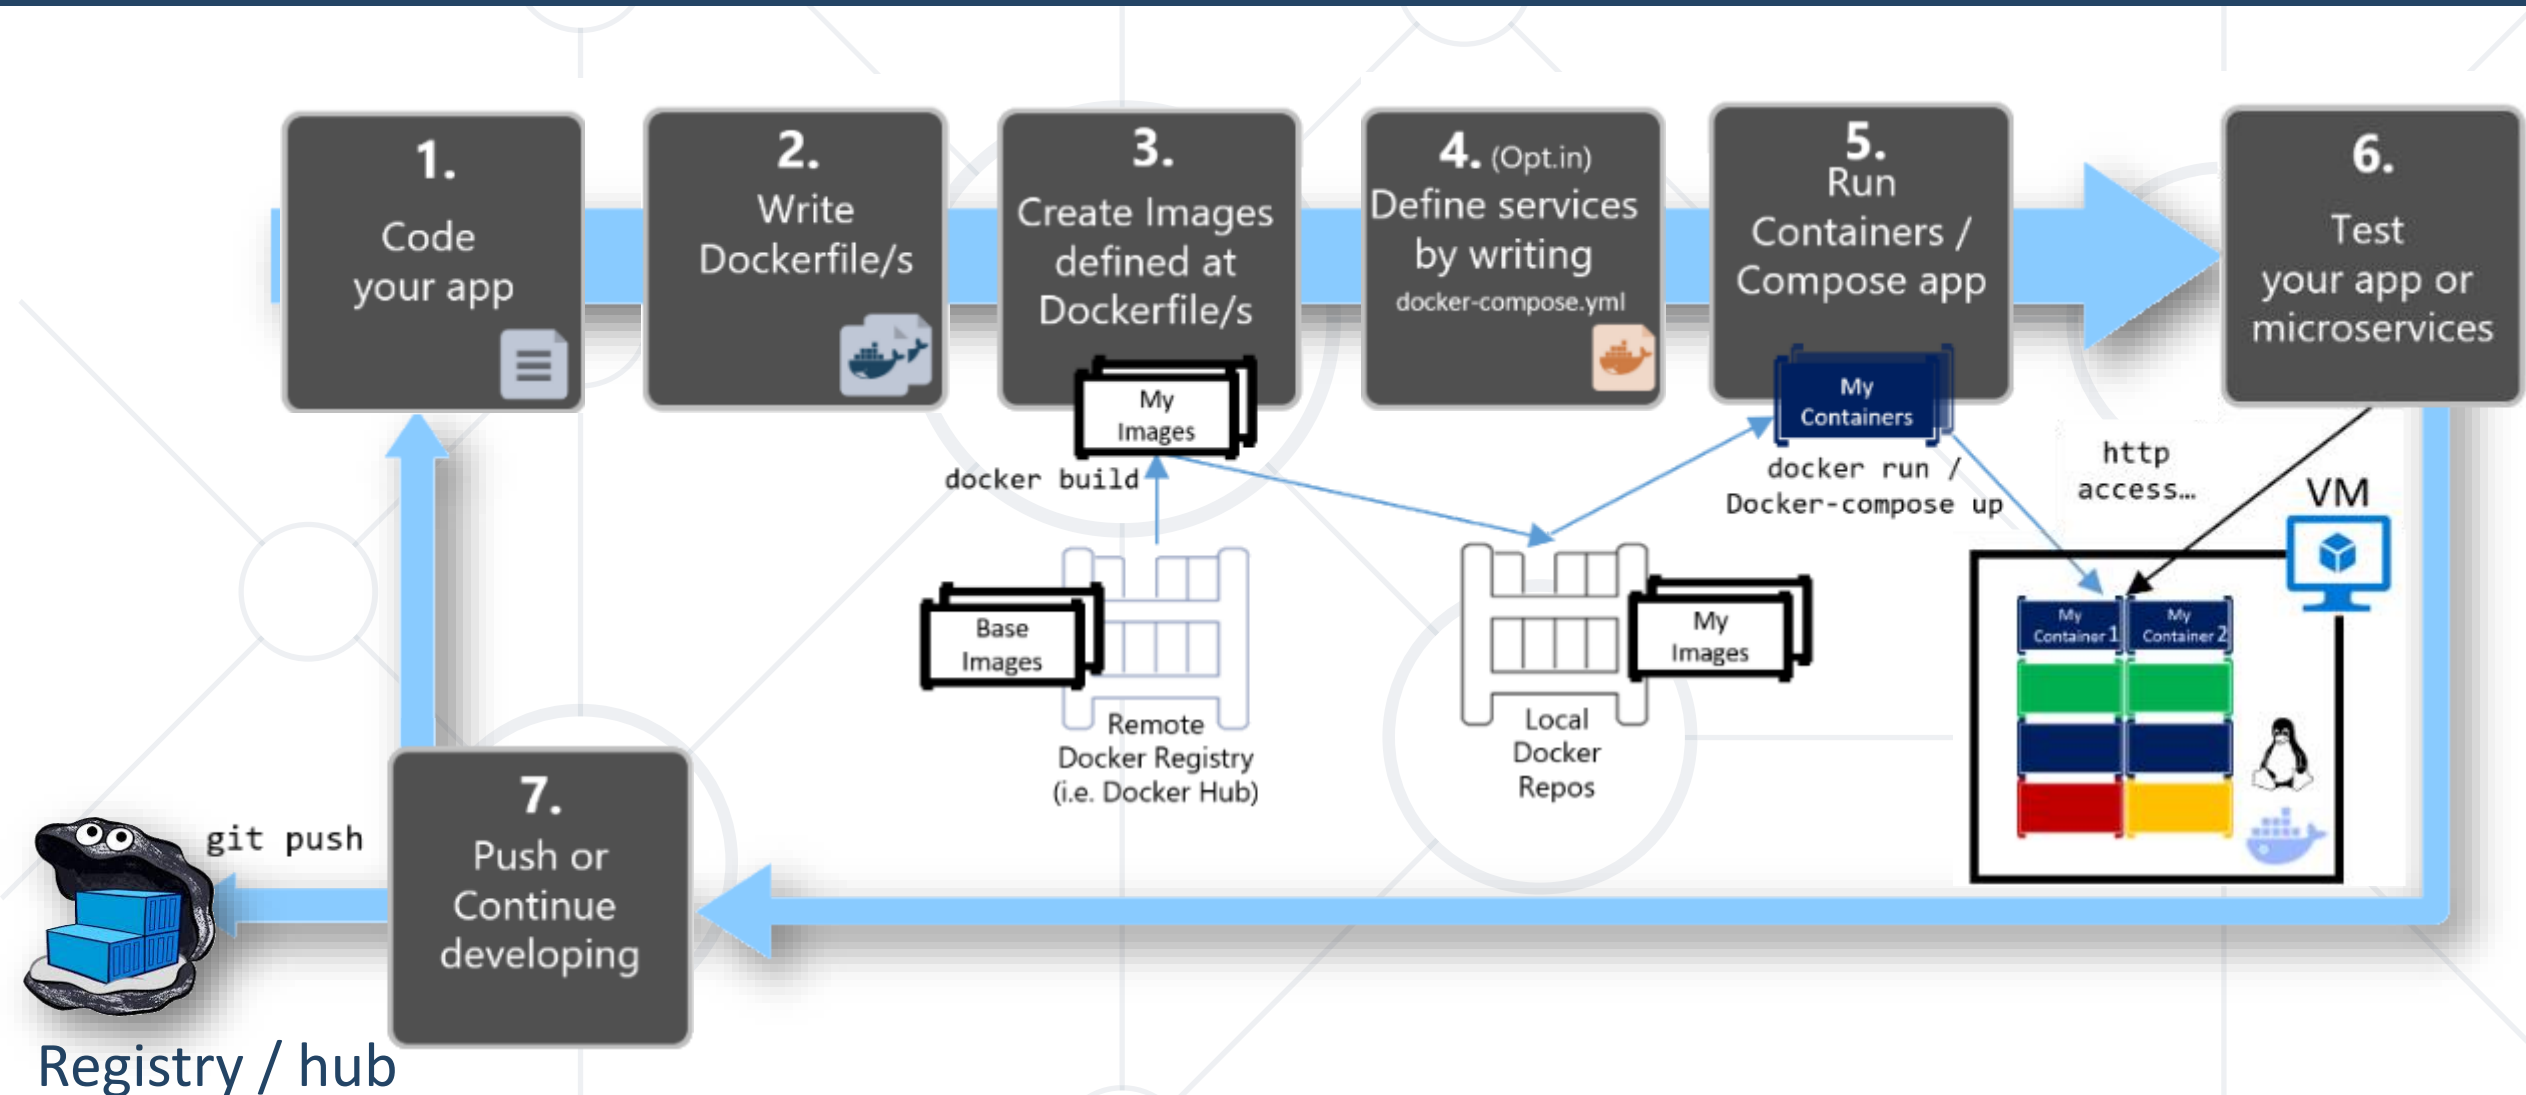 1.
Code
your app
2.
Write
Dockerfile/s
3.
Create Images
defined at
Dockerfile/s
My
Images
4. (Opt.in)
Define services
by writing
docker-compose.yml
5.
Run
Containers /
Compose app
My
Containers
6.
Test
your app or
microservices
docker build
docker run /
Docker-compose up
http
access…
VM
Base
Images
Remote
Docker Registry
(i.e. Docker Hub)
My
Images
Local
Docker
Repos
My
Container 1
My
Container 2
7.
Push or
Continue
developing
git push
Registry / hub